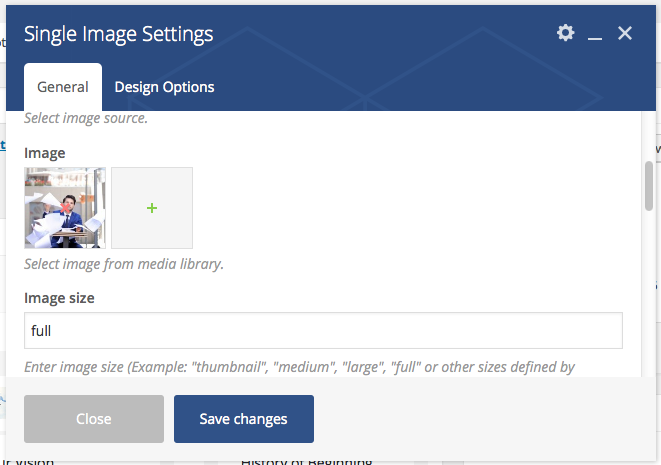 Single Image Settings
General
Design Options
Select image source.
Image
+
Select image from media library.
Image size
full
Enter image size (Example: "thumbnail", "medium", "large", "full" or other sizes defined by
Close
Save changes
History of Beginning